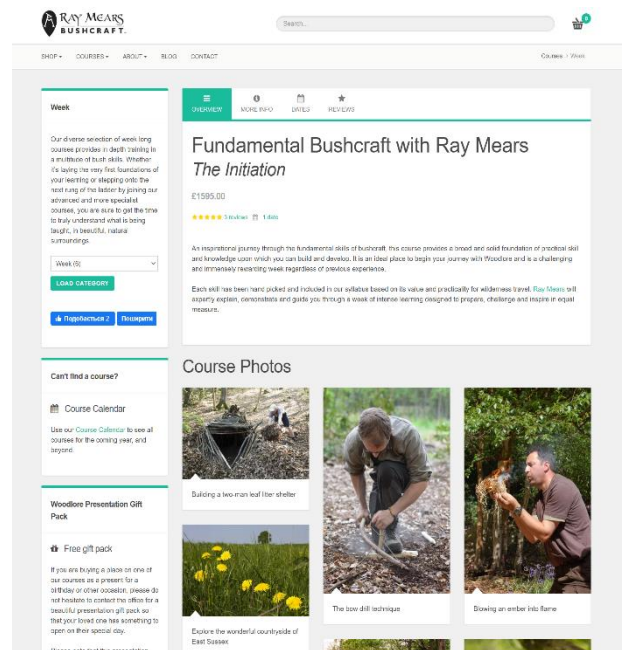 RAY MEARS
BUSHCRAFT.
Search...
0
SHOP
COURSES
ABOUT
BLOG
CONTACT
Courses / Week
Week
Our diverse selection of week long
courses provides in depth training in
a multitude of bush skills. Whether
it's laying the very first foundations of
your learning or stepping onto the
next rung of the ladder by joining our
advanced and more specialist
courses, you are sure to get the time
to truly understand what is being
taught, in beautiful, natural
surroundings.
Week (6)
LOAD CATEGORY
Подобається 2
Поширити
OVERVIEW
MORE INFO
DATES
REVIEWS
Fundamental Bushcraft with Ray Mears
The Initiation
£1595.00
3 reviews
1 date
An inspirational journey through the fundamental skills of bushcraft, this course provides a broad and solid foundation of practical skill
and knowledge upon which you can build and develop. It is an ideal place to begin your journey with Woodlore and is a challenging
and immensely rewarding week regardless of previous experience.
Each skill has been hand picked and included in our syllabus based on its value and practicality for wilderness travel. Ray Mears will
expertly explain, demonstrate and guide you through a week of intense learning designed to prepare, challenge and inspire in equal
measure.
Can't find a course?
Course Calendar
Use our Course Calendar to see all
courses for the coming year, and
beyond.
Woodlore Presentation Gift
Pack
Free gift pack
If you are buying a place on one of
our courses as a present for a
birthday or other occasion, please do
not hesitate to contact the office for a
beautiful presentation gift pack so
that your loved one has something to
open on their special day.
Course Photos
Building a two-man leaf litter shelter
Explore the wonderful countryside of
East Sussex
The bow drill technique
Blowing an ember into flame